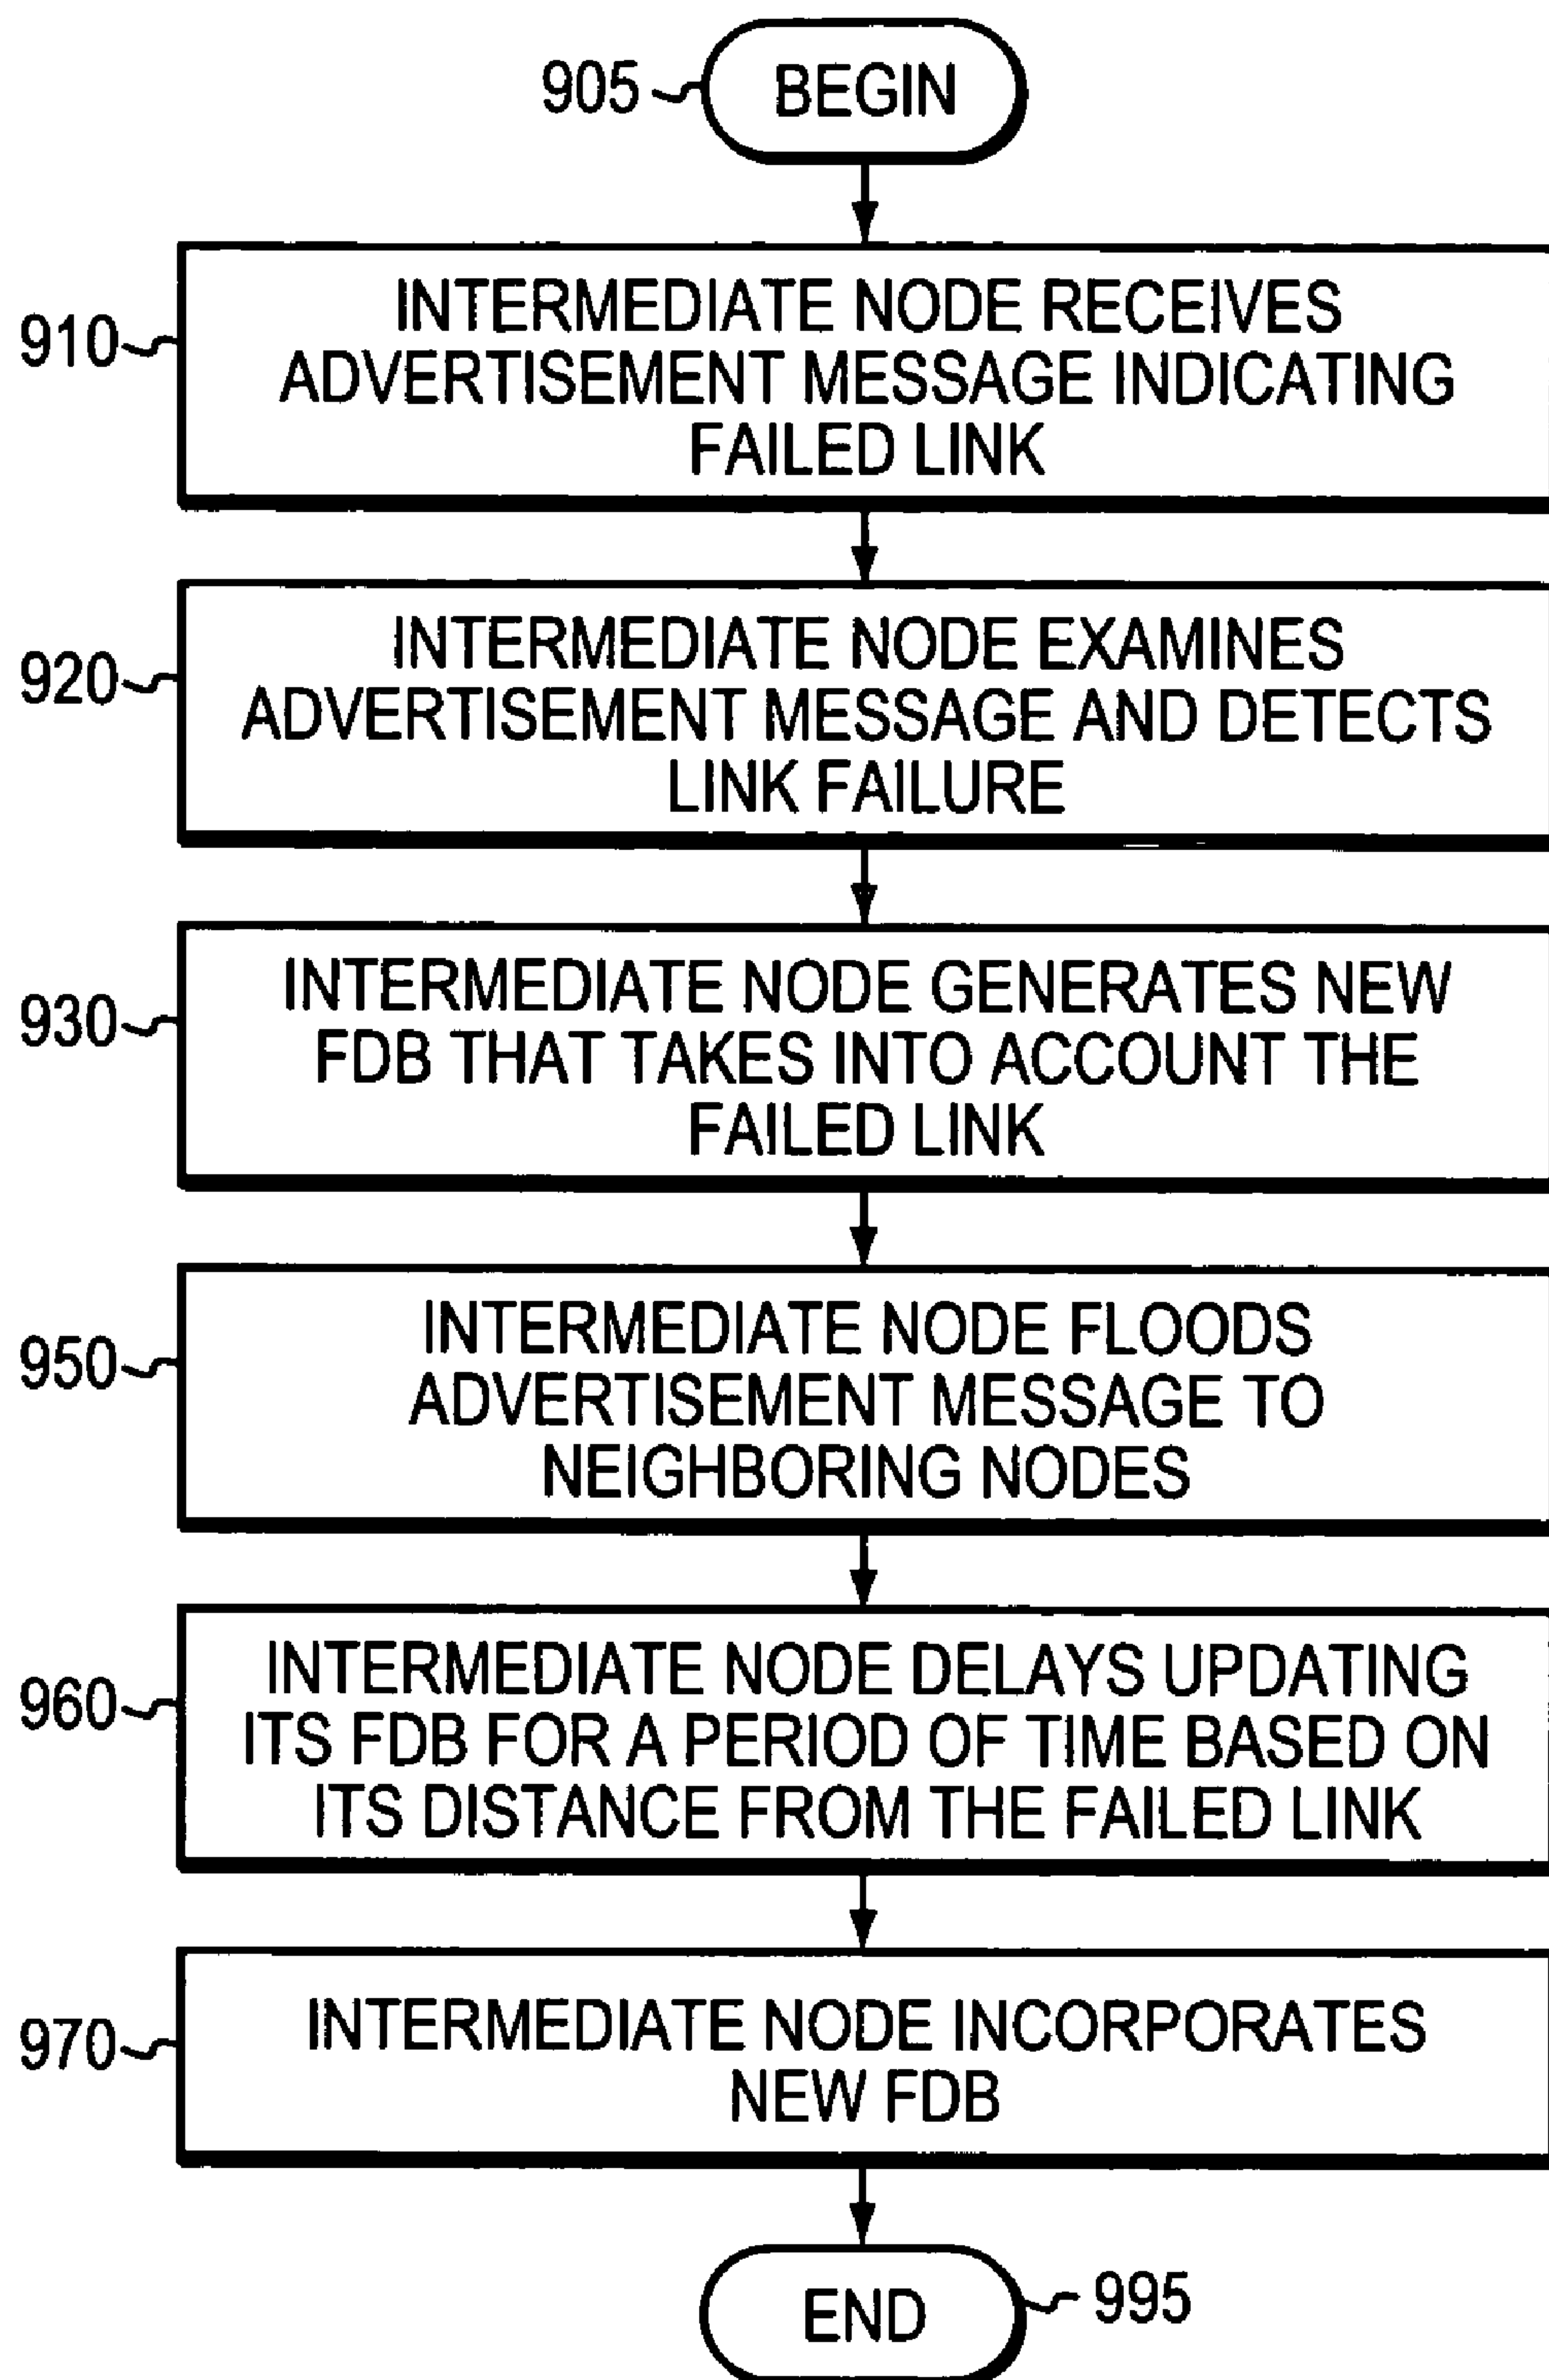 905
BEGIN
910
INTERMEDIATE NODE RECEIVES
ADVERTISEMENT MESSAGE INDICATING
FAILED LINK
920
INTERMEDIATE NODE EXAMINES
ADVERTISEMENT MESSAGE AND DETECTS
LINK FAILURE
930
INTERMEDIATE NODE GENERATES NEW
FDB THAT TAKES INTO ACCOUNT THE
FAILED LINK
950
INTERMEDIATE NODE FLOODS
ADVERTISEMENT MESSAGE TO
NEIGHBORING NODES
960
INTERMEDIATE NODE DELAYS UPDATING
ITS FDB FOR A PERIOD OF TIME BASED ON
ITS DISTANCE FROM THE FAILED LINK
970
INTERMEDIATE NODE INCORPORATES
NEW FDB
END
995